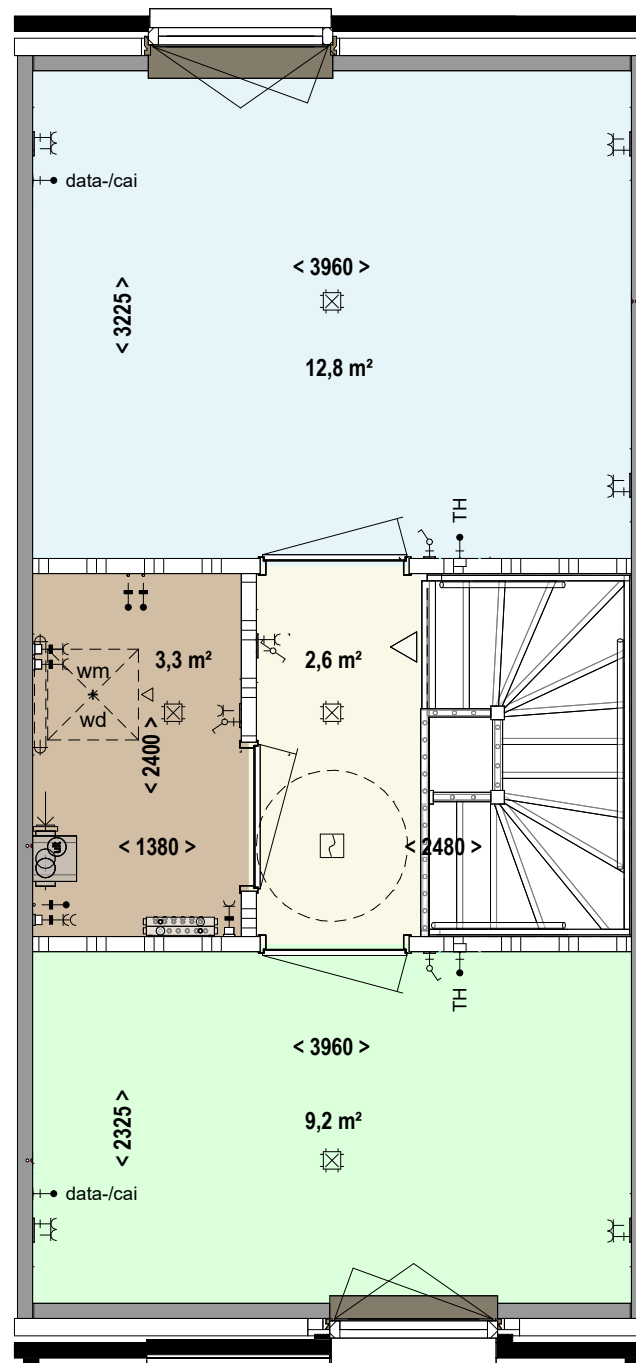 data-/cai
< 3960 >
< 3225 >
12,8 m²
TH
3,3 m²
2,6 m²
wm
wd
< 2400 >
< 1380 >
< 2480 >
TH
< 3960 >
9,2 m²
< 2325 >
data-/cai